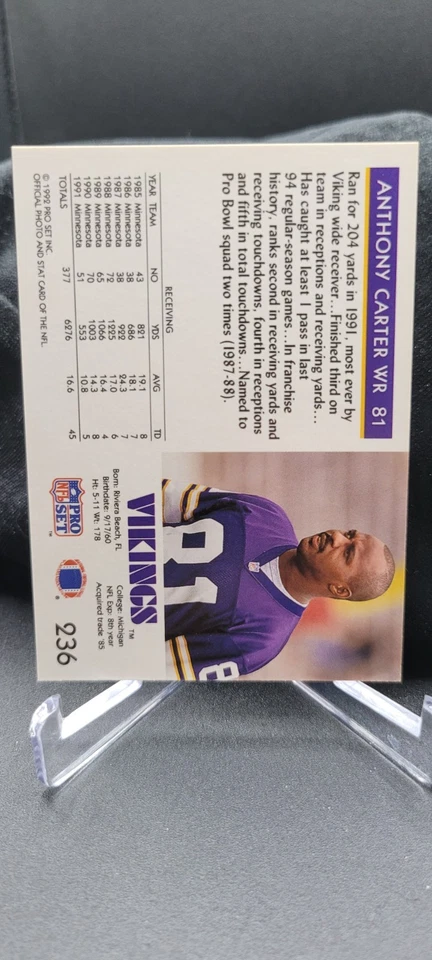 ANTHONY CARTER WR 81
Ran for 204 yards in 1991, most ever by
Viking wide receiver...Finished third on
team in receptions and receiving yards...
Has caught at least 1 pass in last
94 regular-season games...In franchise
history, ranks second in receiving yards and
receiving touchdowns, fourth in receptions
and fifth in total touchdowns...Named to
Pro Bowl squad two times (1987-88).
RECEIVING
YEAR TEAM NO YDS AVG TD
1985 Minnesota 43 821 19.1 8
1986 Minnesota 38 686 18.1 7
1987 Minnesota 38 922 24.3 7
1988 Minnesota 72 1225 17.0 6
1989 Minnesota 65 1066 16.4 4
1990 Minnesota 70 1003 14.3 8
1991 Minnesota 51 553 10.8 5
TOTALS 377 6276 16.6 45
© 1992 PRO SET INC.
OFFICIAL PHOTO AND STAT CARD OF THE NFL.
81
8
VIKINGS™
Born: Riviera Beach, FL
Birthdate: 9/17/60
Ht: 5-11 Wt: 178
College: Michigan
NFL Exp: 8th year
Acquired: trade '85
PRO
NFL
SET™
®
236